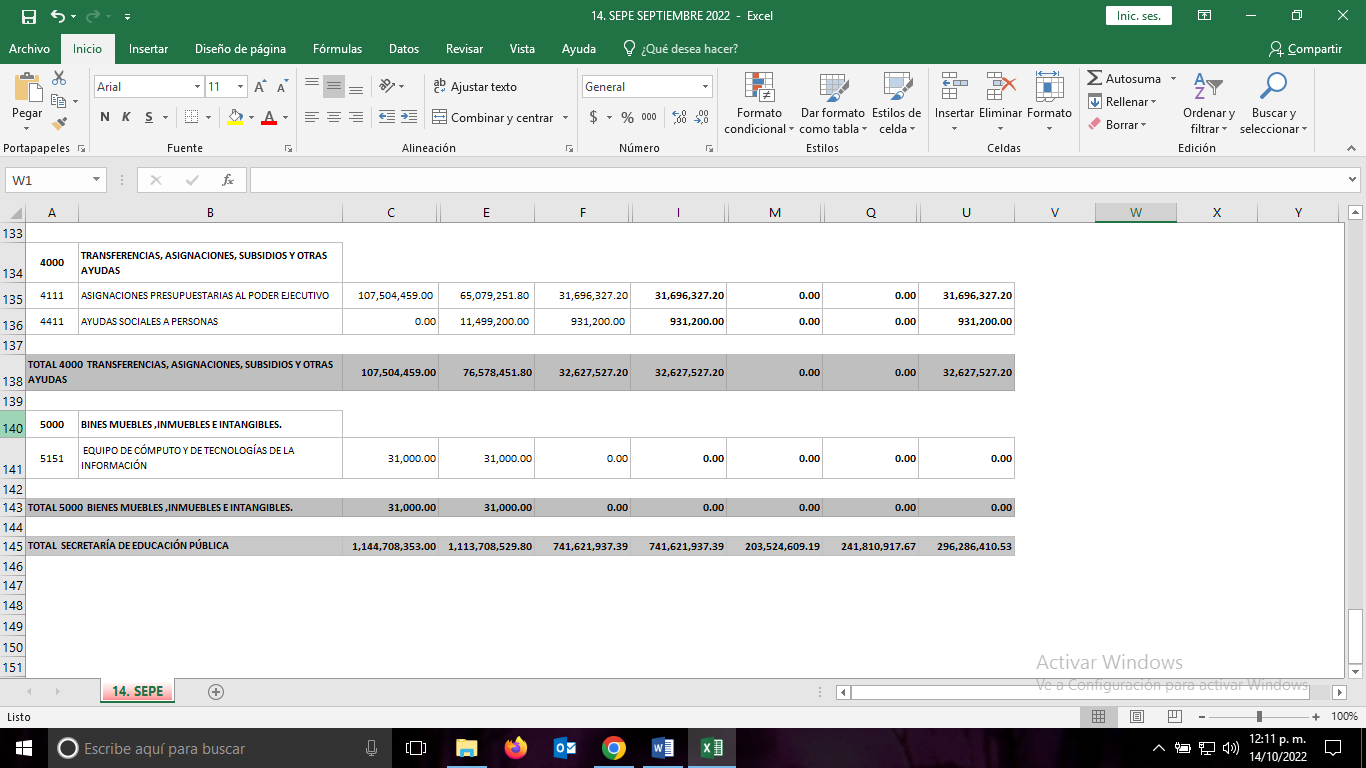 14. SEPE SEPTIEMBRE 2022 - Excel
Inic. ses.
Archivo Inicio Insertar Diseño de página Fórmulas Datos Revisar Vista Ayuda ¿Qué desea hacer? Compartir
Pegar
Portapapeles
Arial 11
N K S
Fuente
Ajustar texto
Combinar y centrar
Alineación
General
$ % 000
Número
Formato condicional
Dar formato como tabla
Estilos de celda
Estilos
Insertar Eliminar Formato
Celdas
Autosuma
Rellenar
Borrar
Ordenar y filtrar
Buscar y seleccionar
Edición
W1 fx
A B C E F I M Q U V W X Y
133
134 4000 TRANSFERENCIAS, ASIGNACIONES, SUBSIDIOS Y OTRAS
AYUDAS
135 4111 ASIGNACIONES PRESUPUESTARIAS AL PODER EJECUTIVO 107,504,459.00 65,079,251.80 31,696,327.20 31,696,327.20 0.00 0.00 31,696,327.20
136 4411 AYUDAS SOCIALES A PERSONAS 0.00 11,499,200.00 931,200.00 931,200.00 0.00 0.00 931,200.00
137
138 TOTAL 4000 TRANSFERENCIAS, ASIGNACIONES, SUBSIDIOS Y OTRAS
AYUDAS 107,504,459.00 76,578,451.80 32,627,527.20 32,627,527.20 0.00 0.00 32,627,527.20
139
140 5000 BINES MUEBLES ,INMUEBLES E INTANGIBLES.
141 5151 EQUIPO DE CÓMPUTO Y DE TECNOLOGÍAS DE LA
INFORMACIÓN 31,000.00 31,000.00 0.00 0.00 0.00 0.00 0.00
142
143 TOTAL 5000 BIENES MUEBLES ,INMUEBLES E INTANGIBLES. 31,000.00 31,000.00 0.00 0.00 0.00 0.00 0.00
144
145 TOTAL SECRETARÍA DE EDUCACIÓN PÚBLICA 1,144,708,353.00 1,113,708,529.80 741,621,937.39 741,621,937.39 203,524,609.19 241,810,917.67 296,286,410.53
146
147
148
149
150
151
Activar Windows
Ve a Configuración para activar Windows.
14. SEPE
Listo
100%
Escribe aquí para buscar
12:11 p. m.
14/10/2022